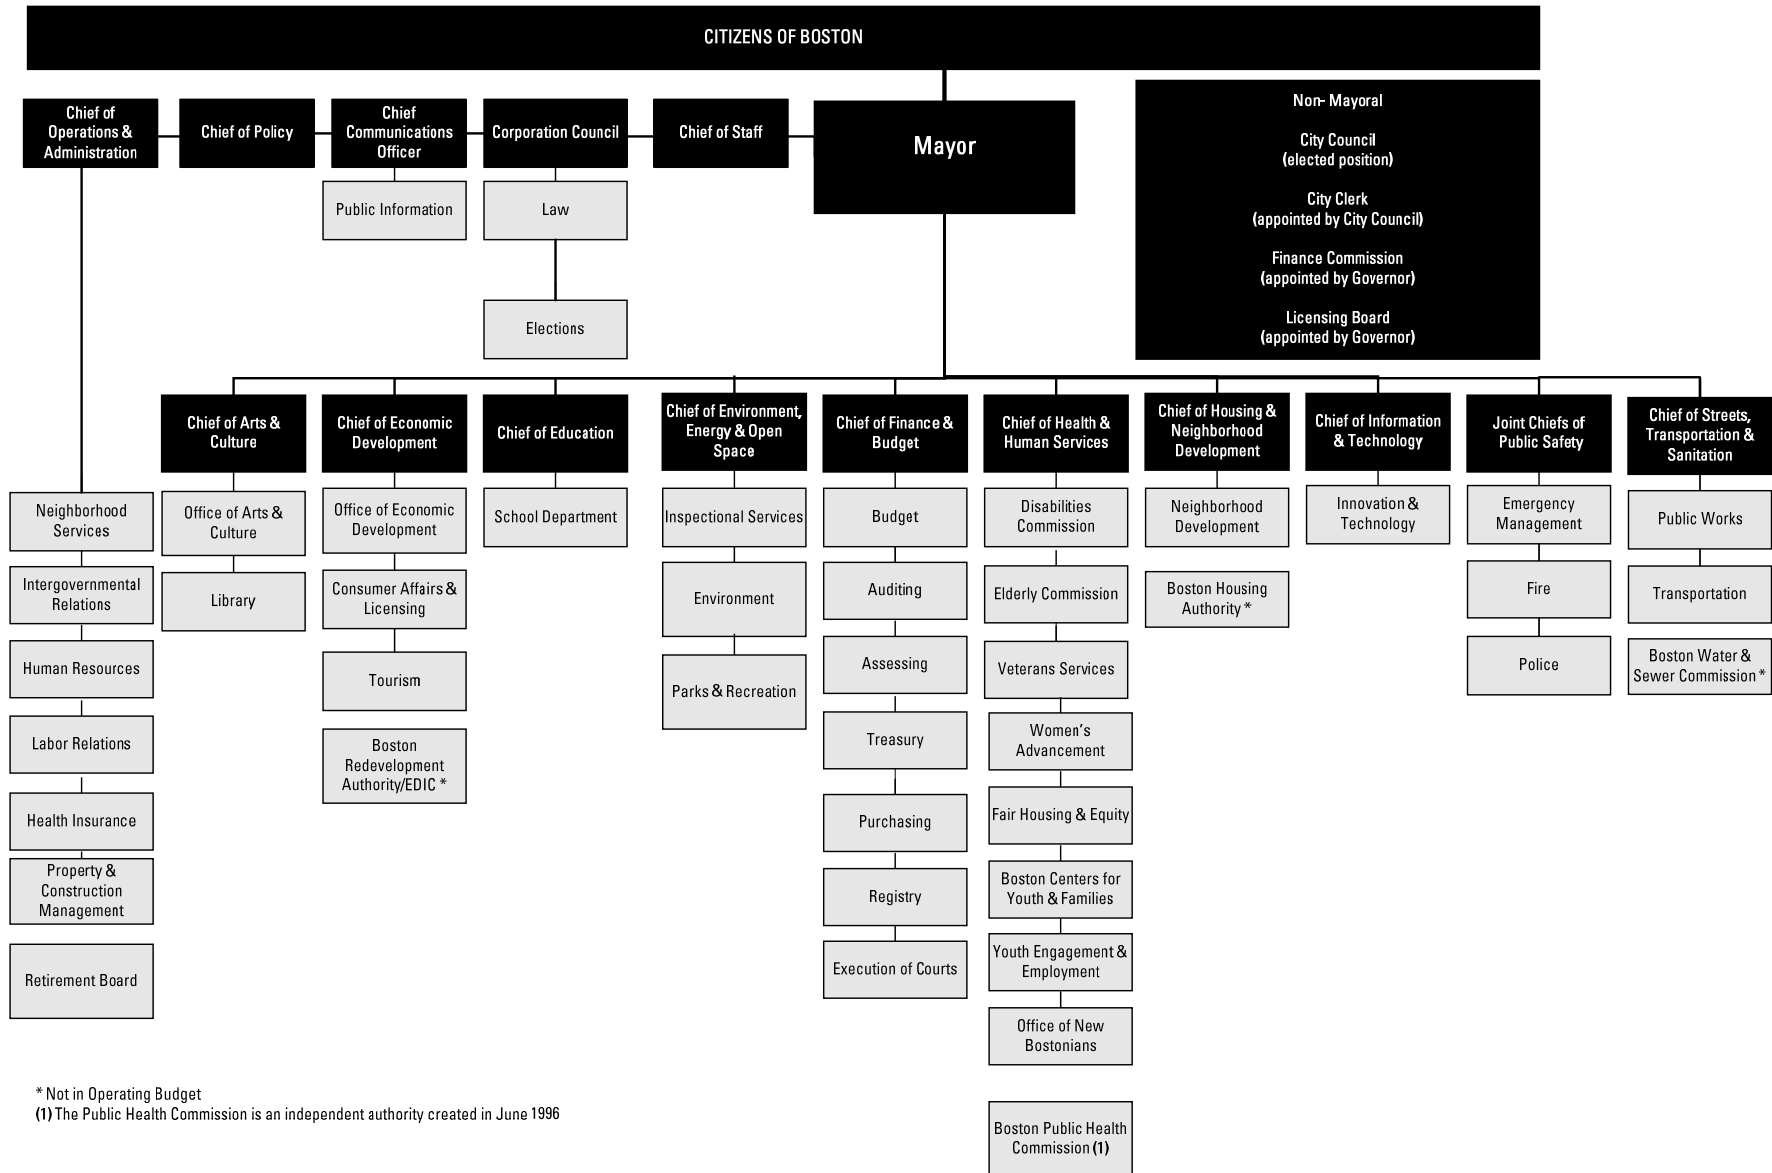 CITIZENS OF BOSTON
Chief of
Operations &
Administration
Chief of Policy
Chief
Communications
Officer
Corporation Council
Chief of Staff
Mayor
Non- Mayoral
City Council
(elected position)
City Clerk
(appointed by City Council)
Finance Commission
(appointed by Governor)
Licensing Board
(appointed by Governor)
Public Information
Law
Elections
Chief of Arts &
Culture
Chief of Economic
Development
Chief of Education
Chief of Environment,
Energy & Open
Space
Chief of Finance &
Budget
Chief of Health &
Human Services
Chief of Housing &
Neighborhood
Development
Chief of Information
& Technology
Joint Chiefs of
Public Safety
Chief of Streets,
Transportation &
Sanitation
Neighborhood
Services
Intergovernmental
Relations
Human Resources
Labor Relations
Health Insurance
Property &
Construction
Management
Retirement Board
Office of Arts &
Culture
Library
Office of Economic
Development
Consumer Affairs &
Licensing
Tourism
Boston
Redevelopment
Authority/EDIC *
School Department
Inspectional Services
Environment
Parks & Recreation
Budget
Auditing
Assessing
Treasury
Purchasing
Registry
Execution of Courts
Disabilities
Commission
Elderly Commission
Veterans Services
Women's
Advancement
Fair Housing & Equity
Boston Centers for
Youth & Families
Youth Engagement &
Employment
Office of New
Bostonians
Boston Public Health
Commission (1)
Neighborhood
Development
Boston Housing
Authority *
Innovation &
Technology
Emergency
Management
Fire
Police
Public Works
Transportation
Boston Water &
Sewer Commission *
* Not in Operating Budget
(1) The Public Health Commission is an independent authority created in June 1996